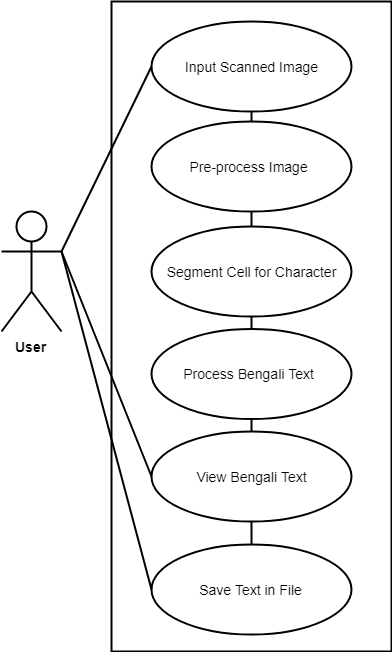 Input Scanned Image
Pre-process Image
Segment Cell for Character
User
Process Bengali Text
View Bengali Text
Save Text in File